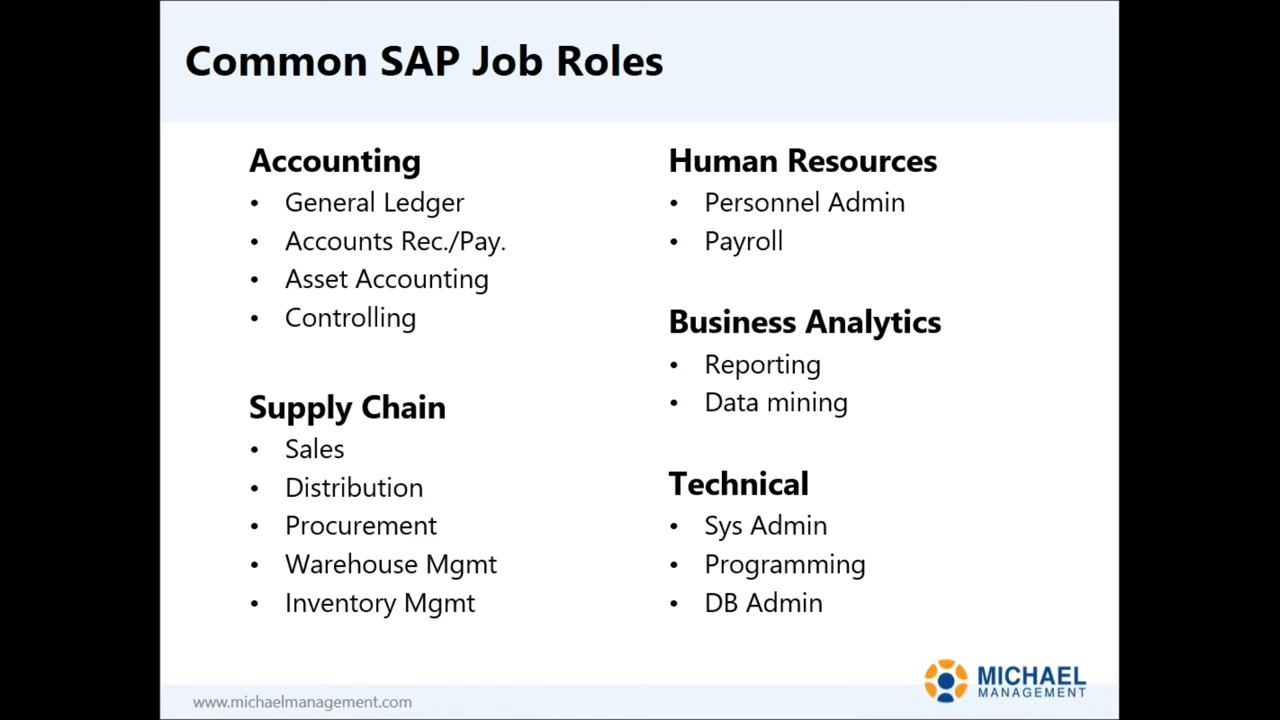 Common SAP Job Roles
Accounting
• General Ledger
• Accounts Rec./Pay.
• Asset Accounting
• Controlling
Supply Chain
• Sales
• Distribution
• Procurement
• Warehouse Mgmt
• Inventory Mgmt
Human Resources
• Personnel Admin
• Payroll
Business Analytics
• Reporting
• Data mining
Technical
• Sys Admin
• Programming
• DB Admin
www.michaelmanagement.com
MICHAEL
MANAGEMENT